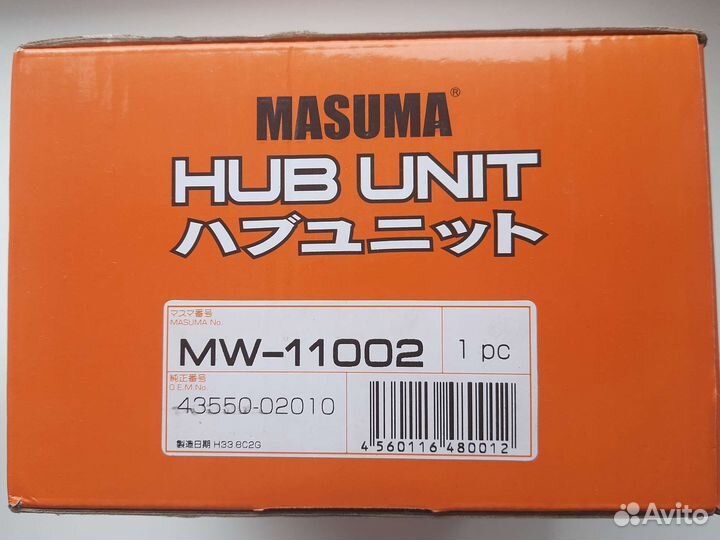 MASUMA®
HUB UNIT
ハブユニット
マスマ番号
MASUMA No.
MW-11002
1 pc
純正番号
O.E.M.No.
43550-02010
4 560116 480012
製造日期 H33.8C2G
Avito